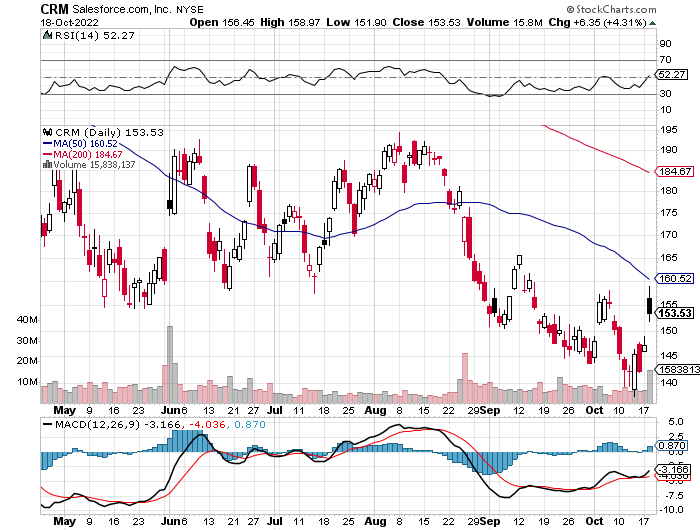 CRM Salesforce.com, Inc. NYSE
© StockCharts.com
18-Oct-2022
Open 156.45 High 158.97 Low 151.90 Close 153.53 Volume 15.8M Chg +6.35 (+4.31%)
RSI(14) 52.27
90
70
52.27
30
10
CRM (Daily) 153.53
MA(50) 160.52
MA(200) 184.67
Volume 15,838,137
195
190
184.67
180
175
170
165
160.52
155
153.53
150
145
1583813
140
40M
30M
20M
10M
May 9 16 23 Jun 6 13 21 27 Jul 11 18 25 Aug 8 15 22 29 Sep 12 19 26 Oct 10 17
MACD(12,26,9) -3.166, -4.036, 0.870
5.0
2.5
0.870
-3.166
-7.5
-10.0
May 9 16 23 Jun 6 13 21 27 Jul 11 18 25 Aug 8 15 22 29 Sep 12 19 26 Oct 10 17